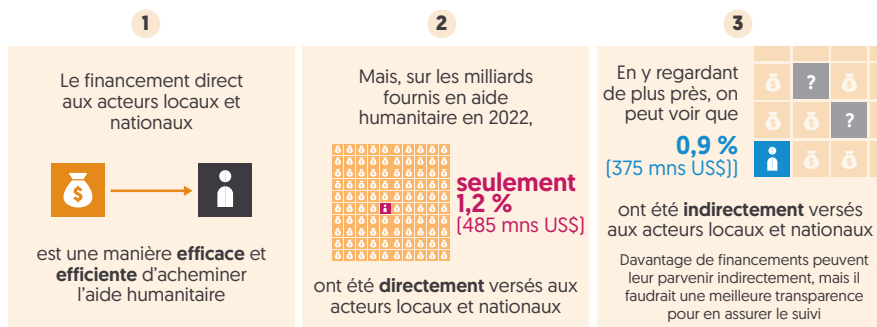 1
Le financement direct
aux acteurs locaux et
nationaux
$
est une manière efficace et
efficiente d'acheminer
l'aide humanitaire
2
Mais, sur les milliards
fournis en aide
humanitaire en 2022,
seulement
1,2 %
(485 mns US$)
ont été directement versés aux
acteurs locaux et nationaux
3
En y regardant
de plus près, on
peut voir que
0,9 %
(375 mns US$))
?
?
ont été indirectement versés
aux acteurs locaux et nationaux
Davantage de financements peuvent
leur parvenir indirectement, mais il
faudrait une meilleure transparence
pour en assurer le suivi